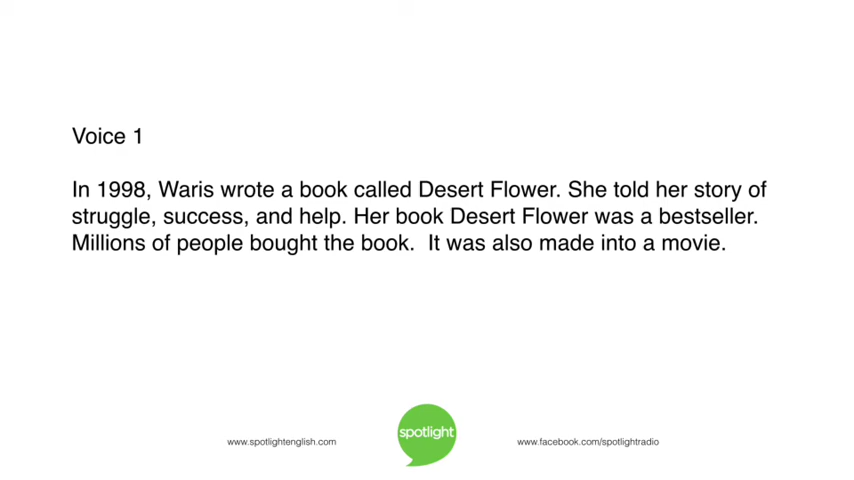 Voice 1
In 1998, Waris wrote a book called Desert Flower. She told her story of
struggle, success, and help. Her book Desert Flower was a bestseller.
Millions of people bought the book.  It was also made into a movie.
spotlight
www.spotlightenglish.com
www.facebook.com/spotlightradio